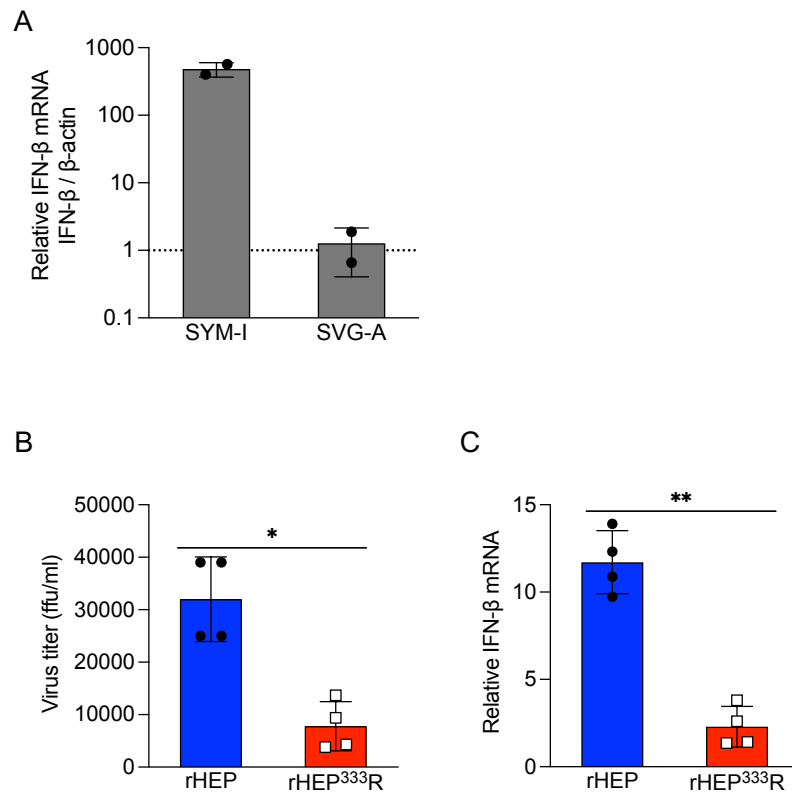 A
Relative IFN-β mRNA
IFN-β / β-actin
1000
100
10
1
0.1
SYM-I
SVG-A
B
Virus titer (ffu/ml)
50000
40000
30000
20000
10000
0
*
rHEP
rHEP³³³R
C
Relative IFN-β mRNA
15
10
5
0
**
rHEP
rHEP³³³R